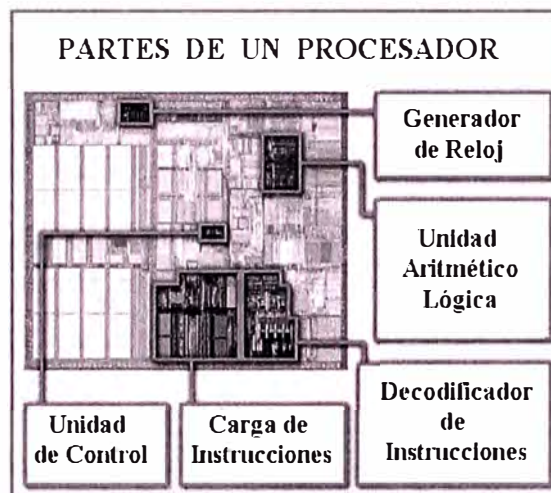 PARTES DE UN PROCESADOR
Generador
de Reloj
Unidad
Aritmético
Lógica
Decodificador
de
Instrucciones
Unidad
de Control
Carga de
Instrucciones